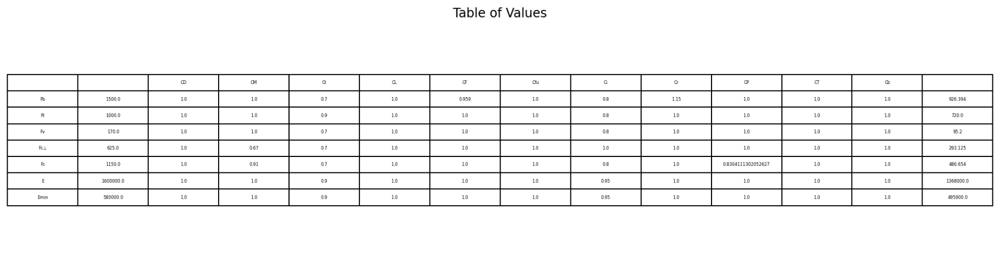 Table of Values
CD CM Ct CL CF Cfu Ci Cr CP CT Cb
Fb 1500.0 1.0 1.0 0.7 1.0 0.959 1.0 0.8 1.15 1.0 1.0 1.0 926.394
Ft 1000.0 1.0 1.0 0.9 1.0 1.0 1.0 0.8 1.0 1.0 1.0 1.0 720.0
Fv 170.0 1.0 1.0 0.7 1.0 1.0 1.0 0.8 1.0 1.0 1.0 1.0 95.2
Fc⊥ 625.0 1.0 0.67 0.7 1.0 1.0 1.0 1.0 1.0 1.0 1.0 1.0 293.125
Fc 1150.0 1.0 0.91 0.7 1.0 1.0 1.0 0.8 1.0 0.8304111302052627 1.0 1.0 486.654
E 1600000.0 1.0 1.0 0.9 1.0 1.0 1.0 0.95 1.0 1.0 1.0 1.0 1368000.0
Emin 580000.0 1.0 1.0 0.9 1.0 1.0 1.0 0.95 1.0 1.0 1.0 1.0 495900.0